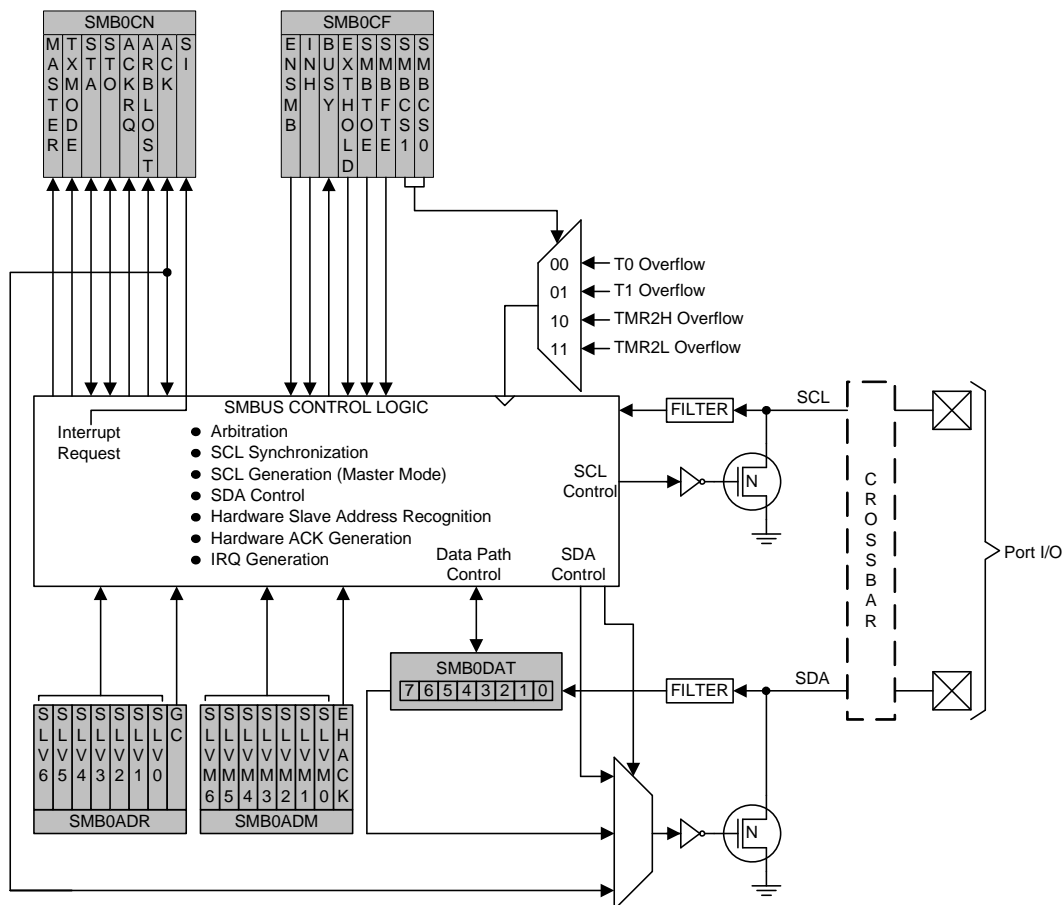 SMB0CN
MASTER
TXMODE
STA
STO
ACKRQ
ARBLOST
ACK
SI
SMB0CF
ENSMB
INH
BUSY
EXTHOLD
SMBTOE
SMBFTE
SMBCS1
SMBCS0
00
T0 Overflow
01
T1 Overflow
10
TMR2H Overflow
11
TMR2L Overflow
SMBUS CONTROL LOGIC
Interrupt
Request
● Arbitration
● SCL Synchronization
● SCL Generation (Master Mode)
● SDA Control
● Hardware Slave Address Recognition
● Hardware ACK Generation
● IRQ Generation
Data Path
Control
SDA
Control
SCL
Control
FILTER
SCL
N
CROSSBAR
Port I/O
SMB0DAT
7 6 5 4 3 2 1 0
FILTER
SDA
N
SLV6
SLV5
SLV4
SLV3
SLV2
SLV1
SLV0
GC
SMB0ADR
SLVM6
SLVM5
SLVM4
SLVM3
SLVM2
SLVM1
SLVM0
EHACK
SMB0ADM